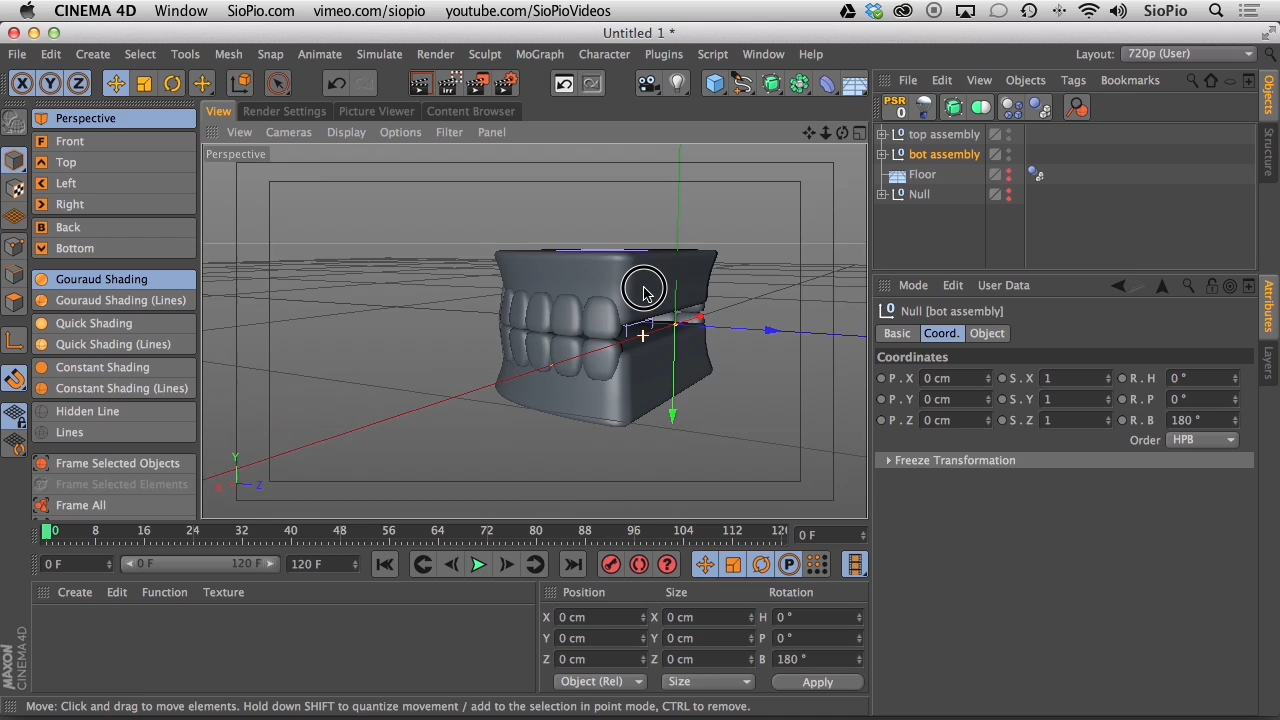 CINEMA 4D Window SioPio.com vimeo.com/siopio youtube.com/SioPioVideos SioPio
Untitled 1 *
File Edit Create Select Tools Mesh Snap Animate Simulate Render Sculpt MoGraph Character Plugins Script Window Help Layout: 720p (User)
X Y Z
File Edit View Objects Tags Bookmarks
PSR
0
Perspective
Front
Top
Left
Right
Back
Bottom
Gouraud Shading
Gouraud Shading (Lines)
Quick Shading
Quick Shading (Lines)
Constant Shading
Constant Shading (Lines)
Hidden Line
Lines
Frame Selected Objects
Frame Selected Elements
Frame All
View Render Settings Picture Viewer Content Browser
View Cameras Display Options Filter Panel
Perspective
Y
X
Z
top assembly
bot assembly
Floor
Null
Objects
Structure
Attributes
Layers
Mode Edit User Data
Null [bot assembly]
Basic Coord. Object
Coordinates
P . X 0 cm S . X 1 R . H 0 °
P . Y 0 cm S . Y 1 R . P 0 °
P . Z 0 cm S . Z 1 R . B 180 °
Order HPB
Freeze Transformation
0 8 16 24 32 40 48 56 64 72 80 88 96 104 112 0 F
0 F 0 F 120 F 120 F
Create Edit Function Texture
Position Size Rotation
X 0 cm X 0 cm H 0 °
Y 0 cm Y 0 cm P 0 °
Z 0 cm Z 0 cm B 180 °
Object (Rel) Size Apply
MAXON
CINEMA 4D
Move: Click and drag to move elements. Hold down SHIFT to quantize movement / add to the selection in point mode, CTRL to remove.